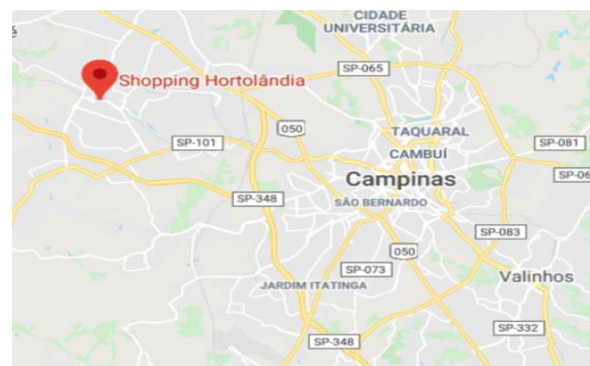 CIDADE
UNIVERSITÁRIA
é
SP-065
Shopping Hortolândia
050
TAQUARAL
SP-101
SP-081
CAMBUÍ
Campinas
SP-06
SP-348
SÃO BERNARDO
SP-083
050
SP-073
Valinhos
JARDIM ITATINGA
SP-332
SP-348